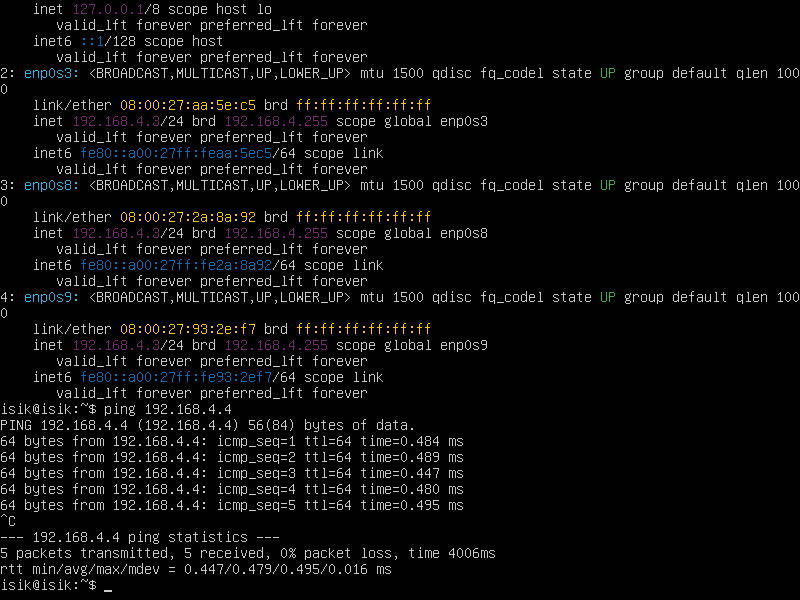 inet 127.0.0.1/8 scope host lo
valid_lft forever preferred_lft forever
inet6 ::1/128 scope host
valid_lft forever preferred_lft forever
2: enp0s3: <BROADCAST,MULTICAST,UP,LOWER_UP> mtu 1500 qdisc fq_codel state UP group default qlen 100
0
link/ether 08:00:27:aa:5e:c5 brd ff:ff:ff:ff:ff:ff
inet 192.168.4.3/24 brd 192.168.4.255 scope global enp0s3
valid_lft forever preferred_lft forever
inet6 fe80::a00:27ff:feaa:5ec5/64 scope link
valid_lft forever preferred_lft forever
3: enp0s8: <BROADCAST,MULTICAST,UP,LOWER_UP> mtu 1500 qdisc fq_codel state UP group default qlen 100
0
link/ether 08:00:27:2a:8a:92 brd ff:ff:ff:ff:ff:ff
inet 192.168.4.3/24 brd 192.168.4.255 scope global enp0s8
valid_lft forever preferred_lft forever
inet6 fe80::a00:27ff:fe2a:8a92/64 scope link
valid_lft forever preferred_lft forever
4: enp0s9: <BROADCAST,MULTICAST,UP,LOWER_UP> mtu 1500 qdisc fq_codel state UP group default qlen 100
0
link/ether 08:00:27:93:2e:f7 brd ff:ff:ff:ff:ff:ff
inet 192.168.4.3/24 brd 192.168.4.255 scope global enp0s9
valid_lft forever preferred_lft forever
inet6 fe80::a00:27ff:fe93:2ef7/64 scope link
valid_lft forever preferred_lft forever
isik@isik:~$ ping 192.168.4.4
PING 192.168.4.4 (192.168.4.4) 56(84) bytes of data.
64 bytes from 192.168.4.4: icmp_seq=1 ttl=64 time=0.484 ms
64 bytes from 192.168.4.4: icmp_seq=2 ttl=64 time=0.489 ms
64 bytes from 192.168.4.4: icmp_seq=3 ttl=64 time=0.447 ms
64 bytes from 192.168.4.4: icmp_seq=4 ttl=64 time=0.480 ms
64 bytes from 192.168.4.4: icmp_seq=5 ttl=64 time=0.495 ms
^C
--- 192.168.4.4 ping statistics ---
5 packets transmitted, 5 received, 0% packet loss, time 4006ms
rtt min/avg/max/mdev = 0.447/0.479/0.495/0.016 ms
isik@isik:~$ _